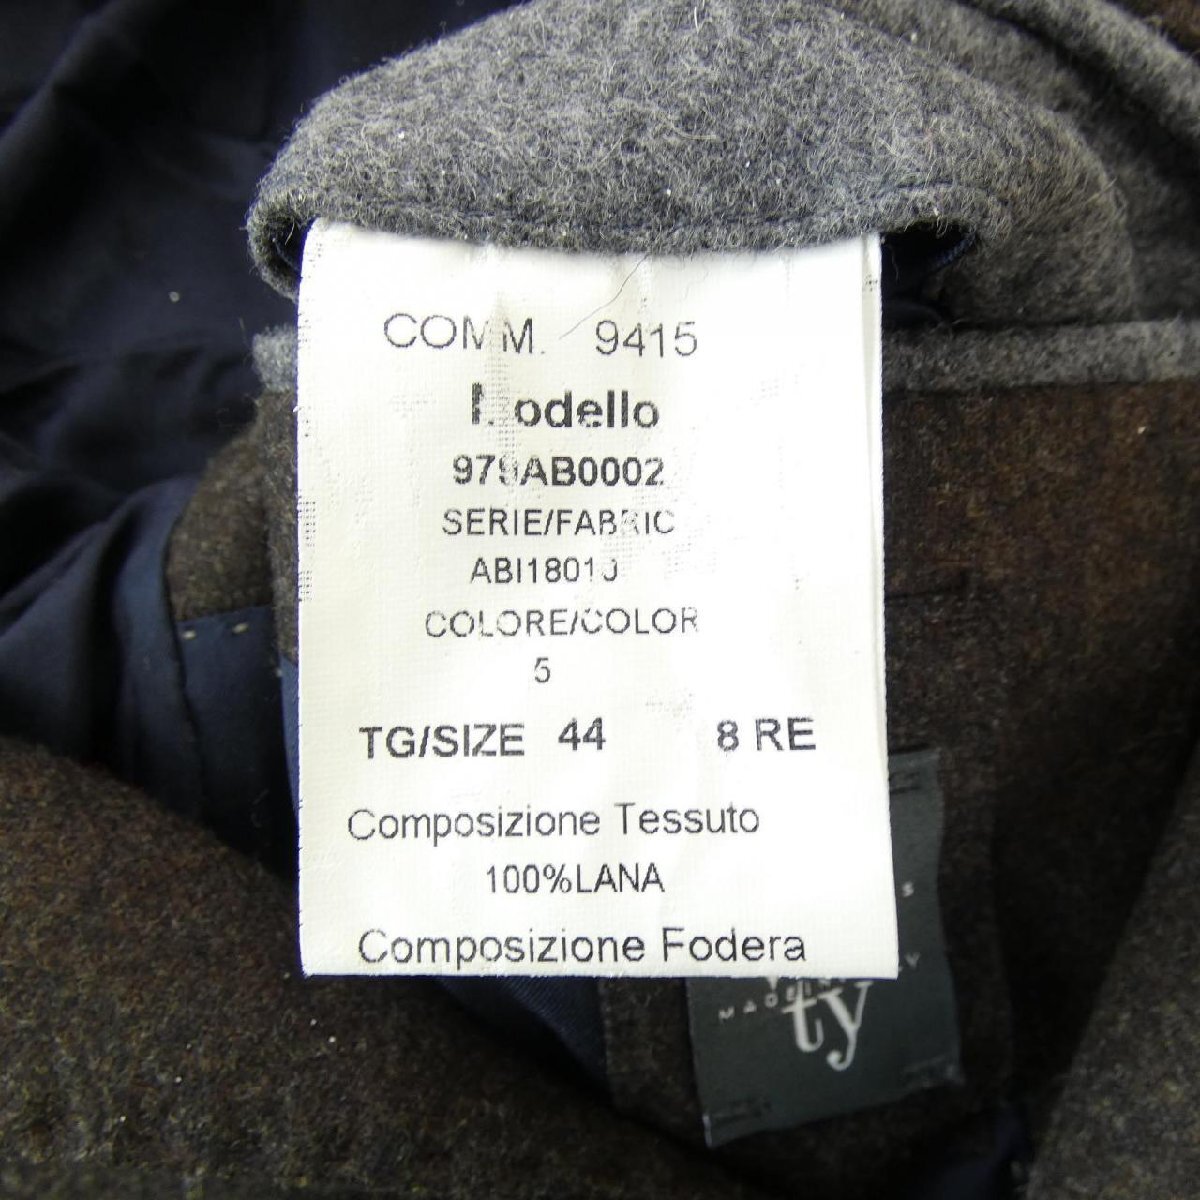 COMM. 9415
Modello
979AB0002
SERIE/FABRIC
ABI18010
COLORE/COLOR
5
TG/SIZE 44 8 RE
Composizione Tessuto
100%LANA
Composizione Fodera
ty